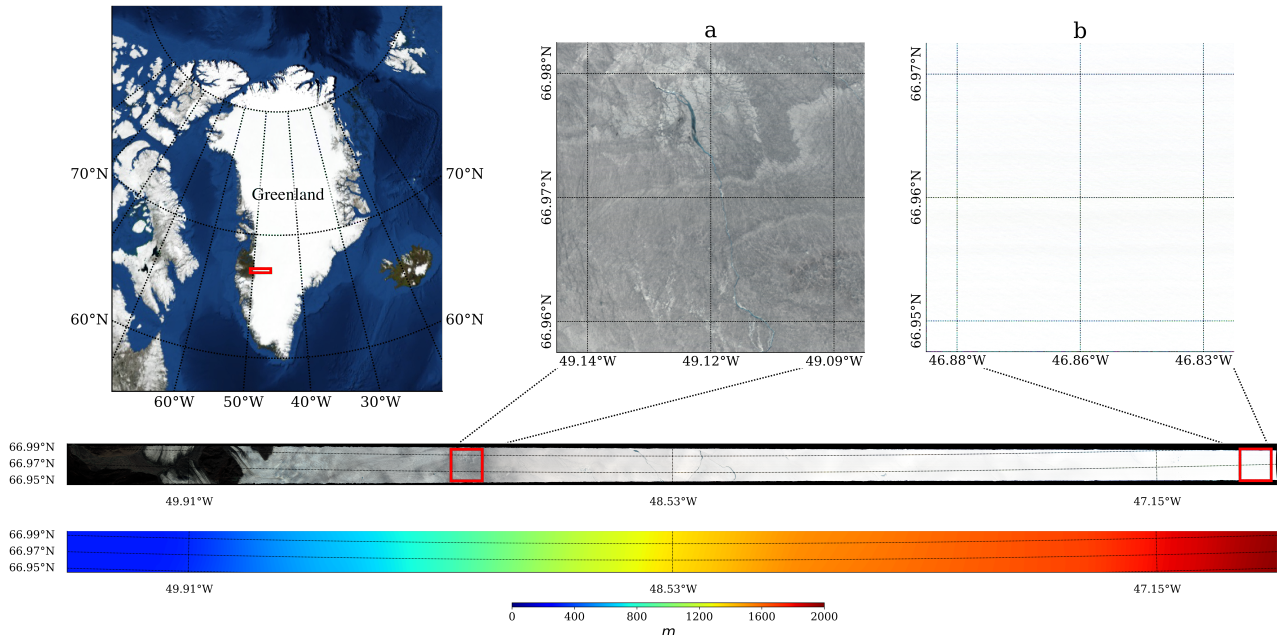 a
b
70°N
70°N
Greenland
60°N
60°N
60°W 50°W 40°W 30°W
66.98°N
66.97°N
66.96°N
49.14°W 49.12°W 49.09°W
66.97°N
66.96°N
66.95°N
46.88°W 46.86°W 46.83°W
66.99°N
66.97°N
66.95°N
49.91°W 48.53°W 47.15°W
66.99°N
66.97°N
66.95°N
49.91°W 48.53°W 47.15°W
0 400 800 1200 1600 2000
m